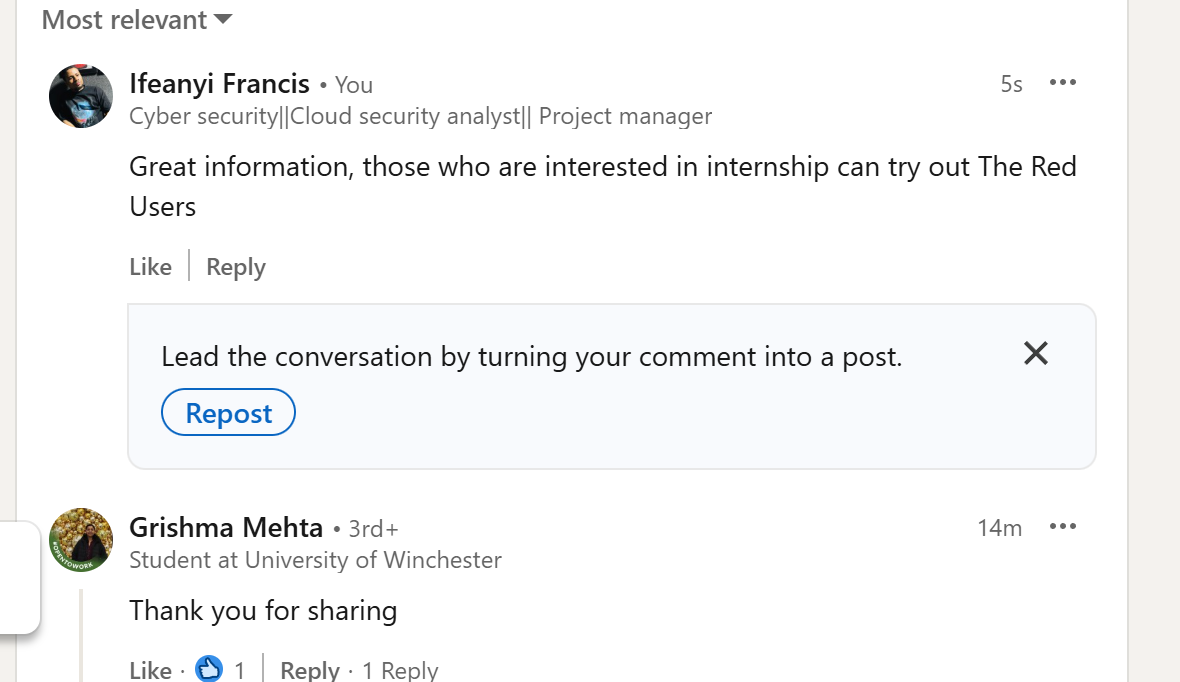 Most relevant
Ifeanyi Francis • You
5s
Cyber security||Cloud security analyst|| Project manager
Great information, those who are interested in internship can try out The Red
Users
Like
Reply
Lead the conversation by turning your comment into a post.
Repost
Grishma Mehta • 3rd+
14m
#OPENTOWORK
Student at University of Winchester
Thank you for sharing
Like · 1
Reply · 1 Reply